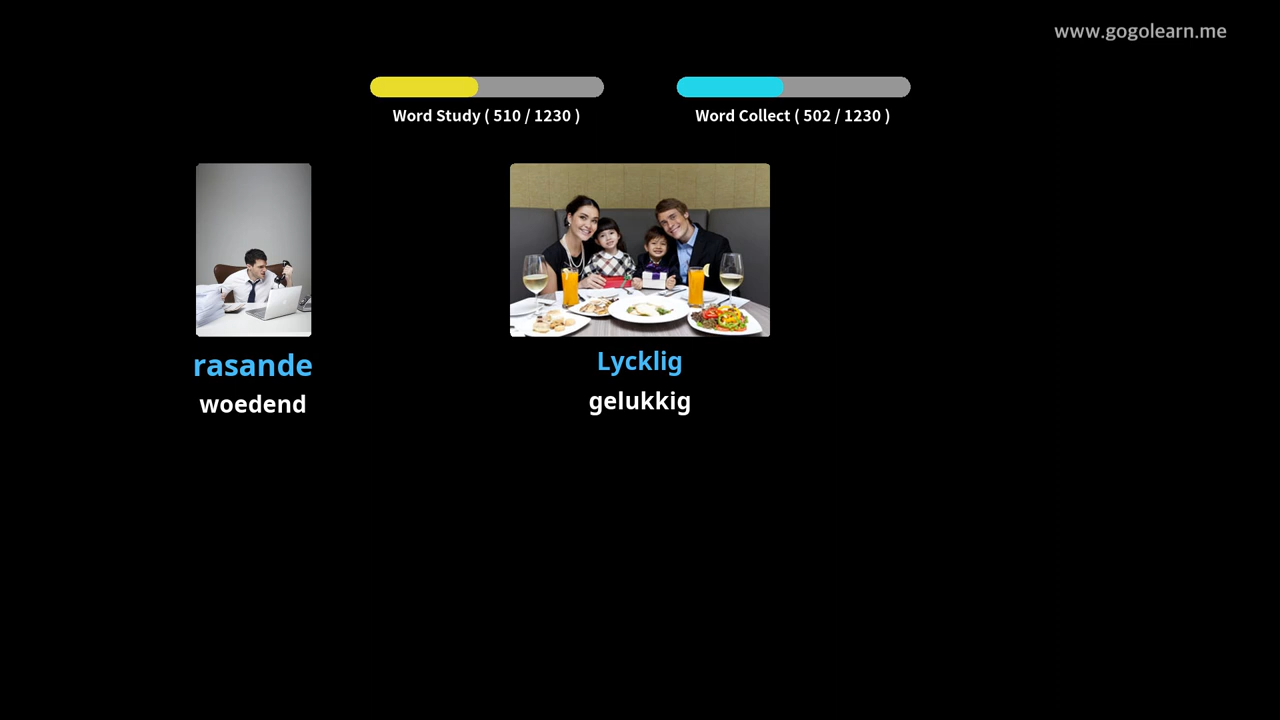 www.gogolearn.me
Word Study ( 510 / 1230 )
Word Collect ( 502 / 1230 )
rasande
woedend
Lycklig
gelukkig